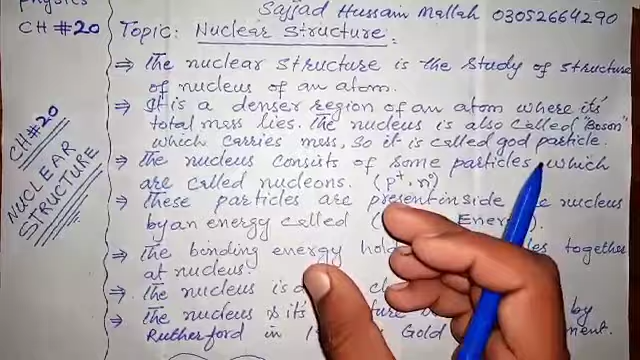 Physics
CH #20
CH #20
NUCLEAR
STRUCTURE
Sajjad Hussain Mallah 03052664290
Topic: Nuclear Structure:
⇒ The nuclear structure is the study of structure
of nucleus of an atom.
⇒ It is a denser region of an atom where its'
total mass lies. The nucleus is also called "Boson"
which carries mass, so it is called god particle.
⇒ The nucleus consists of some particles, which
are called nucleons. (p⁺, n⁰)
⇒ These particles are present inside nucleus
by an energy called ( Ener ).
⇒ The binding energy hold together
at nucleus.
⇒ The nucleus is
⇒ The nucleus & its' by
Rutherford in Gold